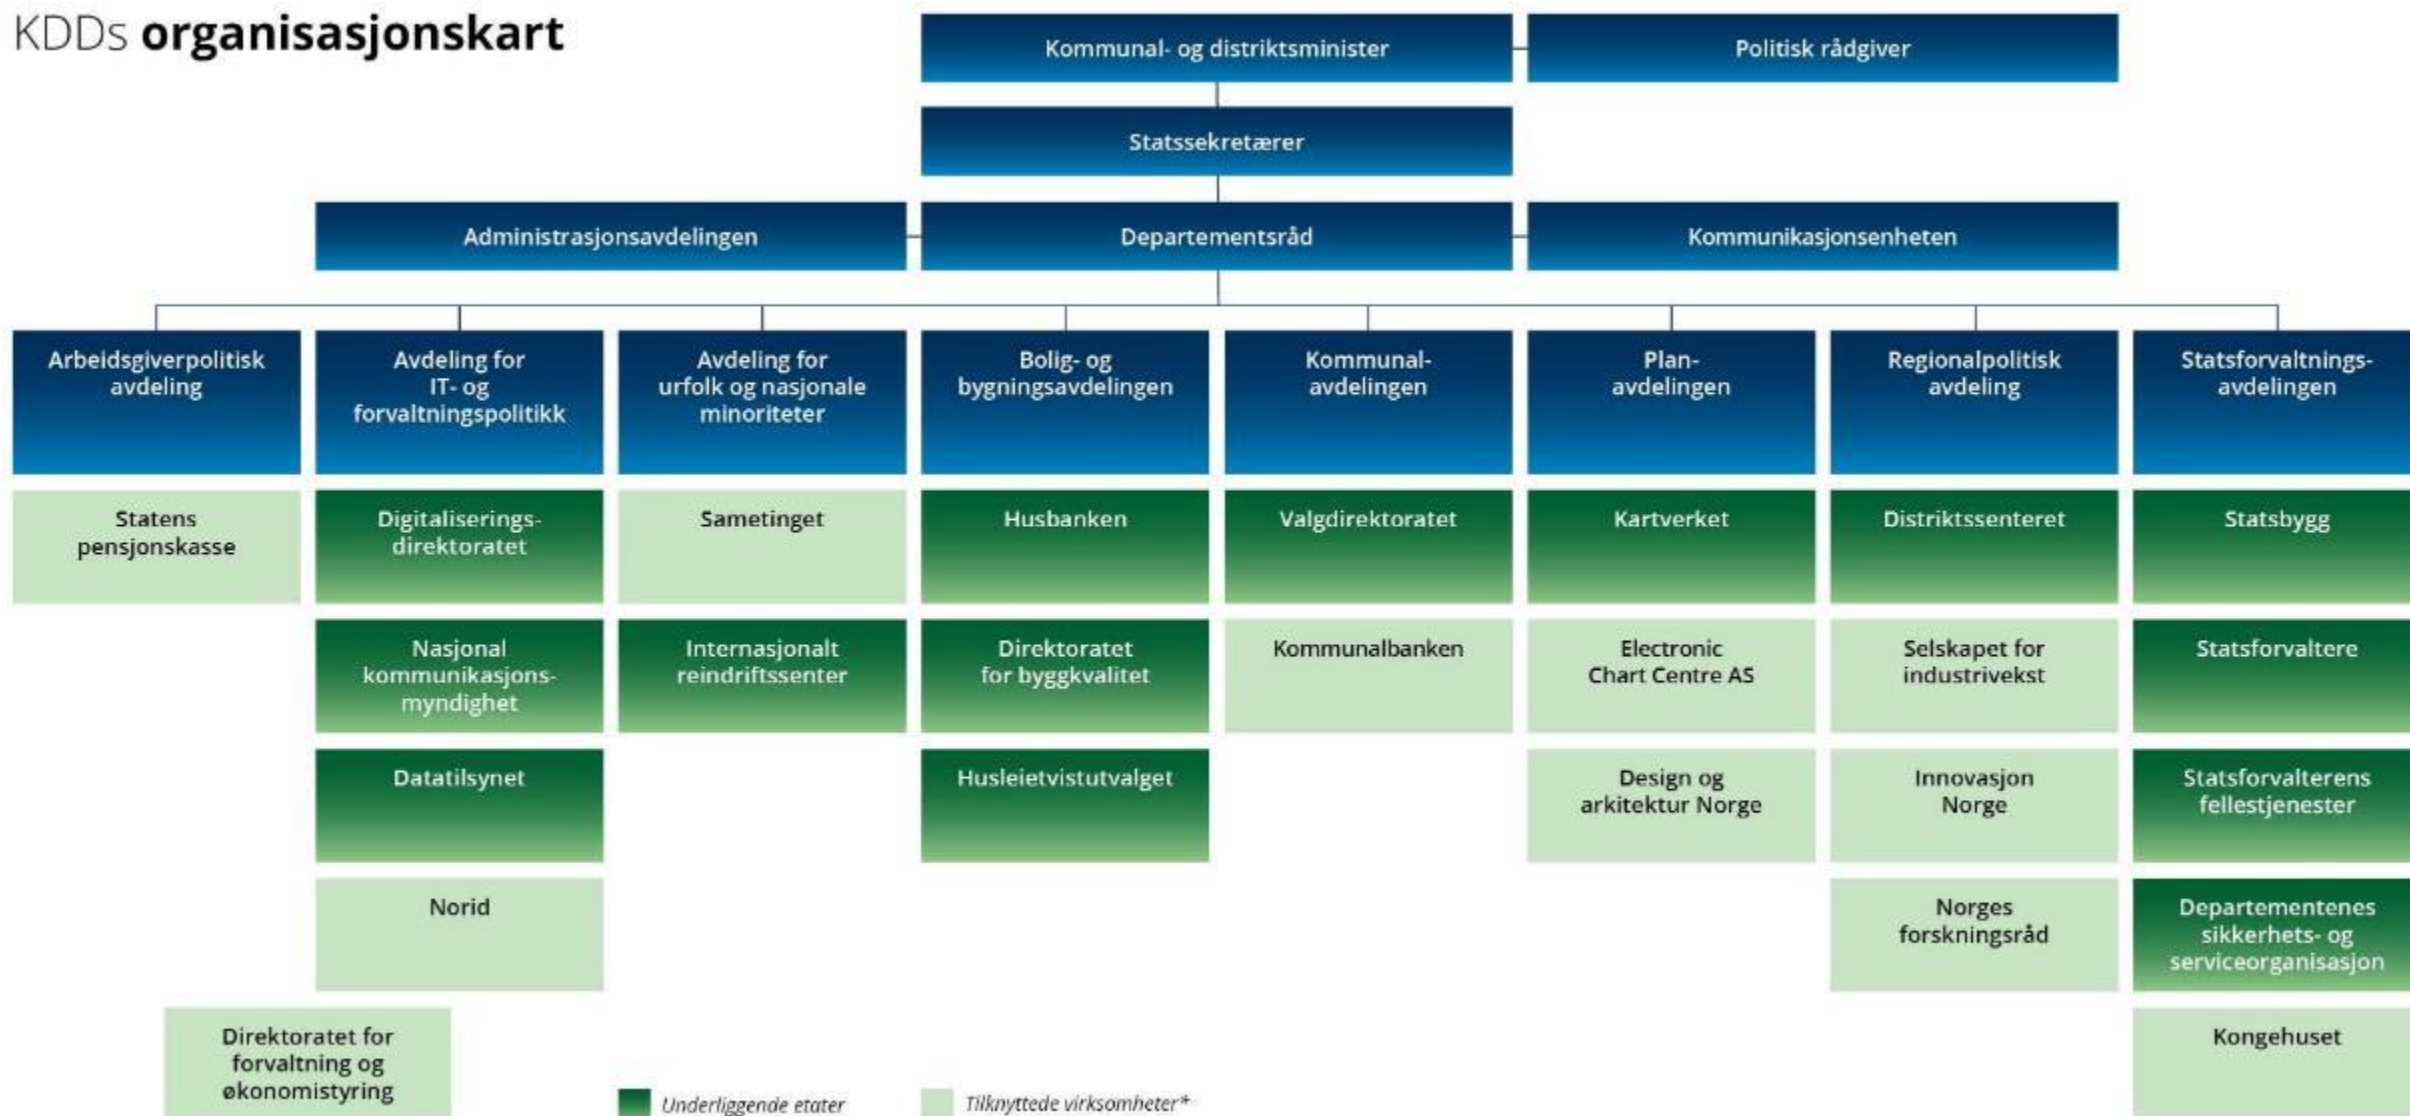 KDDs organisasjonskart
Kommunal- og distriktsminister
Politisk rådgiver
Statssekretærer
Administrasjonsavdelingen
Departementsråd
Kommunikasjonsenheten
Arbeidsgiverpolitisk
avdeling
Avdeling for
IT- og
forvaltningspolitikk
Avdeling for
urfolk og nasjonale
minoriteter
Bolig- og
bygningsavdelingen
Kommunal-
avdelingen
Plan-
avdelingen
Regionalpolitisk
avdeling
Statsforvaltnings-
avdelingen
Statens
pensjonskasse
Digitaliserings-
direktoratet
Sametinget
Husbanken
Valgdirektoratet
Kartverket
Distriktssenteret
Statsbygg
Nasjonal
kommunikasjons-
myndighet
Internasjonalt
reindriftssenter
Direktoratet
for byggkvalitet
Kommunalbanken
Electronic
Chart Centre AS
Selskapet for
industrivekst
Statsforvaltere
Datatilsynet
Husleietvistutvalget
Design og
arkitektur Norge
Innovasjon
Norge
Statsforvalterens
fellestjenester
Norid
Norges
forskningsråd
Departementenes
sikkerhets- og
serviceorganisasjon
Direktoratet for
forvaltning og
økonomistyring
Kongehuset
Underliggende etater
Tilknyttede virksomheter*